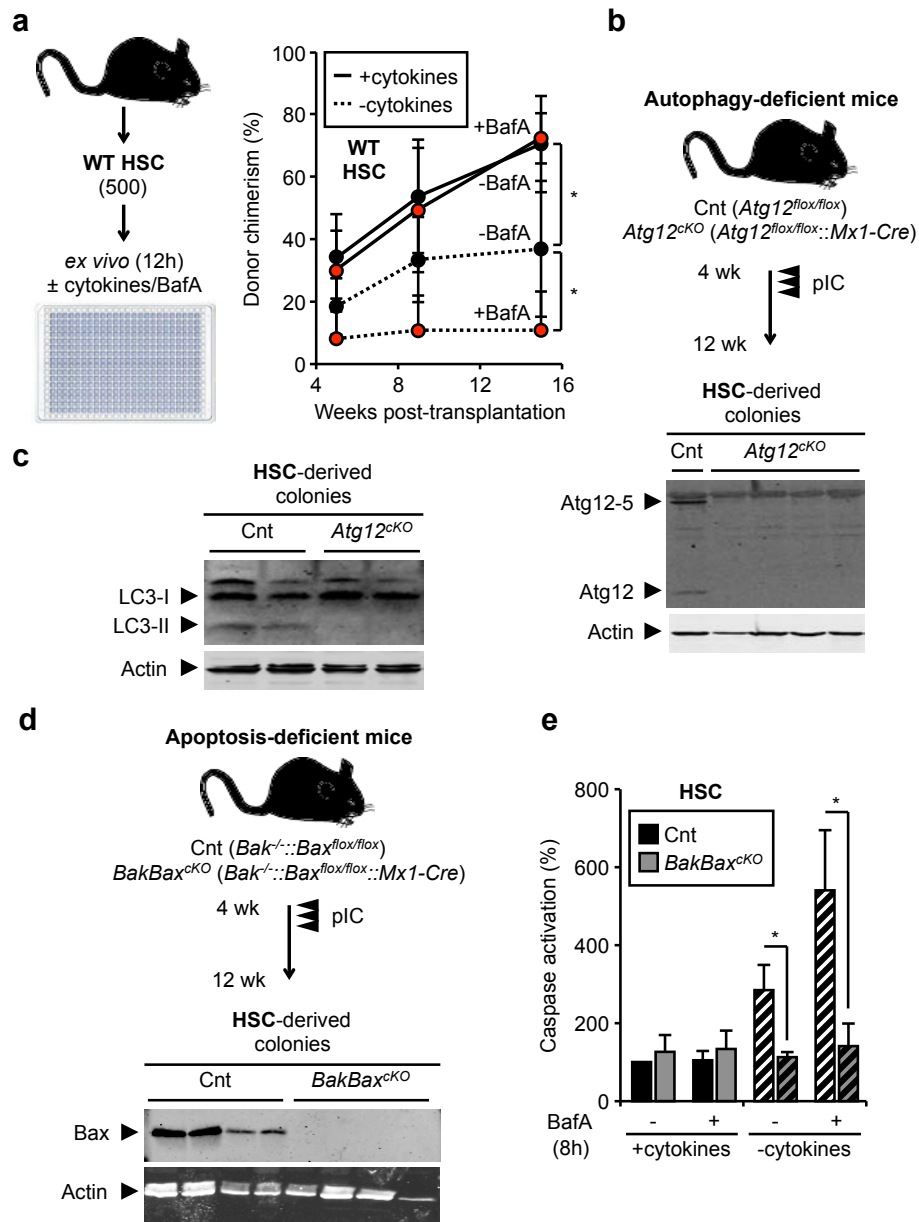 a
WT HSC
(500)
ex vivo (12h)
± cytokines/BafA
Donor chimerism (%)
100
80
60
40
20
0
+cytokines
-cytokines
WT
HSC
+BafA
-BafA
*
-BafA
*
+BafA
4 8 12 16
Weeks post-transplantation
b
Autophagy-deficient mice
Cnt (Atg12flox/flox)
Atg12cKO (Atg12flox/flox::Mx1-Cre)
4 wk
pIC
12 wk
HSC-derived
colonies
Cnt Atg12cKO
Atg12-5
Atg12
Actin
c
HSC-derived
colonies
Cnt Atg12cKO
LC3-I
LC3-II
Actin
d
Apoptosis-deficient mice
Cnt (Bak-/-::Baxflox/flox)
BakBaxcKO (Bak-/-::Baxflox/flox::Mx1-Cre)
4 wk
pIC
12 wk
HSC-derived
colonies
Cnt BakBaxcKO
Bax
Actin
e
Caspase activation (%)
800
600
400
200
0
HSC
Cnt
BakBaxcKO
*
*
BafA - + - +
(8h) +cytokines -cytokines